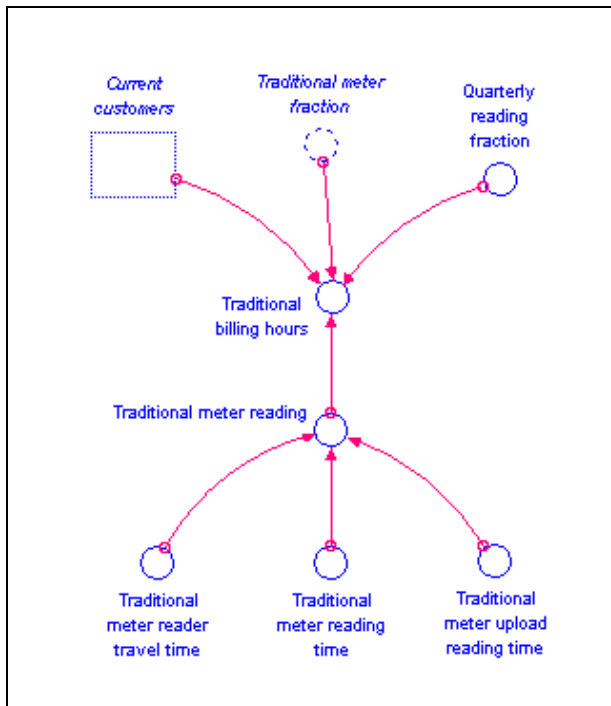 Current
customers
Traditional meter
fraction
Quarterly
reading
fraction
Traditional
billing hours
Traditional meter reading
Traditional
meter reader
travel time
Traditional
meter reading
time
Traditional
meter upload
reading time